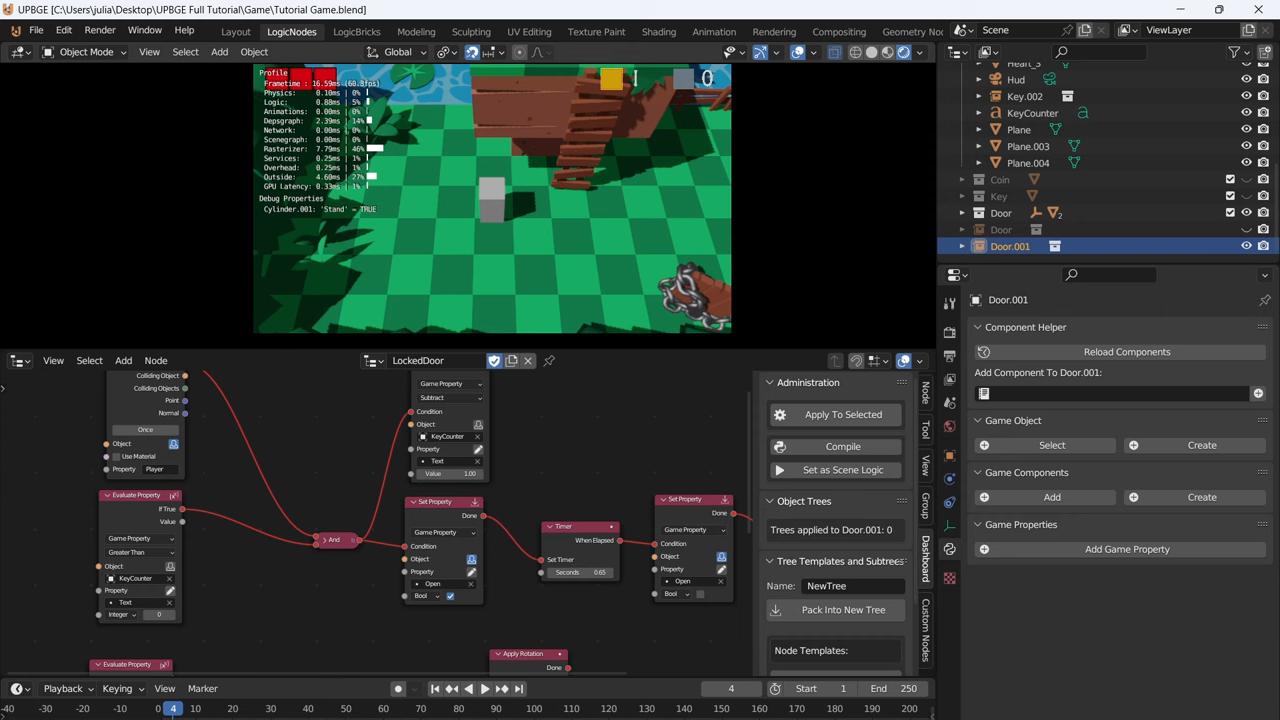 UPBGE [C:\Users\julia\Desktop\UPBGE Full Tutorial\Game\Tutorial Game.blend]
File Edit Render Window Help Layout LogicNodes LogicBricks Modeling Sculpting UV Editing Texture Paint Shading Animation Rendering Compositing Geometry No Scene ViewLayer
Object Mode View Select Add Object Global
Profile
Frametime : 16.59ms (60.3fps)
Physics: 0.10ms | 0%
Logic: 0.88ms | 5%
Animations: 0.00ms | 0%
Depsgraph: 2.39ms | 14%
Network: 0.00ms | 0%
Scenegraph: 0.00ms | 0%
Rasterizer: 7.79ms | 46%
Services: 0.25ms | 1%
Overhead: 0.25ms | 1%
Outside: 4.60ms | 27%
GPU Latency: 0.33ms | 1%
Debug Properties
Cylinder.001: 'Stand' = TRUE
1 0
Heart_3
Hud
Key.002
KeyCounter
Plane
Plane.003
Plane.004
Coin
Key
Door 2
Door
Door.001
Door.001
Component Helper
Reload Components
Add Component To Door.001:
Game Object
Select Create
Game Components
Add Create
Game Properties
Add Game Property
View Select Add Node LockedDoor
Colliding Object
Colliding Objects
Point
Normal
Once
Object
Use Material
Property Player
Evaluate Property
If True
Value
Game Property
Greater Than
Object
KeyCounter
Property
Text
Integer 0
Evaluate Property
And
Game Property
Subtract
Condition
Object
KeyCounter
Property
Text
Value 1.00
Set Property
Done
Game Property
Condition
Object
Property
Open
Bool
Timer
When Elapsed
Set Timer
Seconds 0.65
Set Property
Done
Game Property
Condition
Object
Property
Open
Bool
Apply Rotation
Done
Administration
Apply To Selected
Compile
Set as Scene Logic
Object Trees
Trees applied to Door.001: 0
Tree Templates and Subtrees
Name: NewTree
Pack Into New Tree
Node Templates:
Node
Tool
View
Group
Dashboard
Custom Nodes
Playback Keying View Marker 4 Start 1 End 250
-40 -30 -20 -10 0 4 10 20 30 40 50 60 70 80 90 100 110 120 130 140 150 160 170 180 190 200